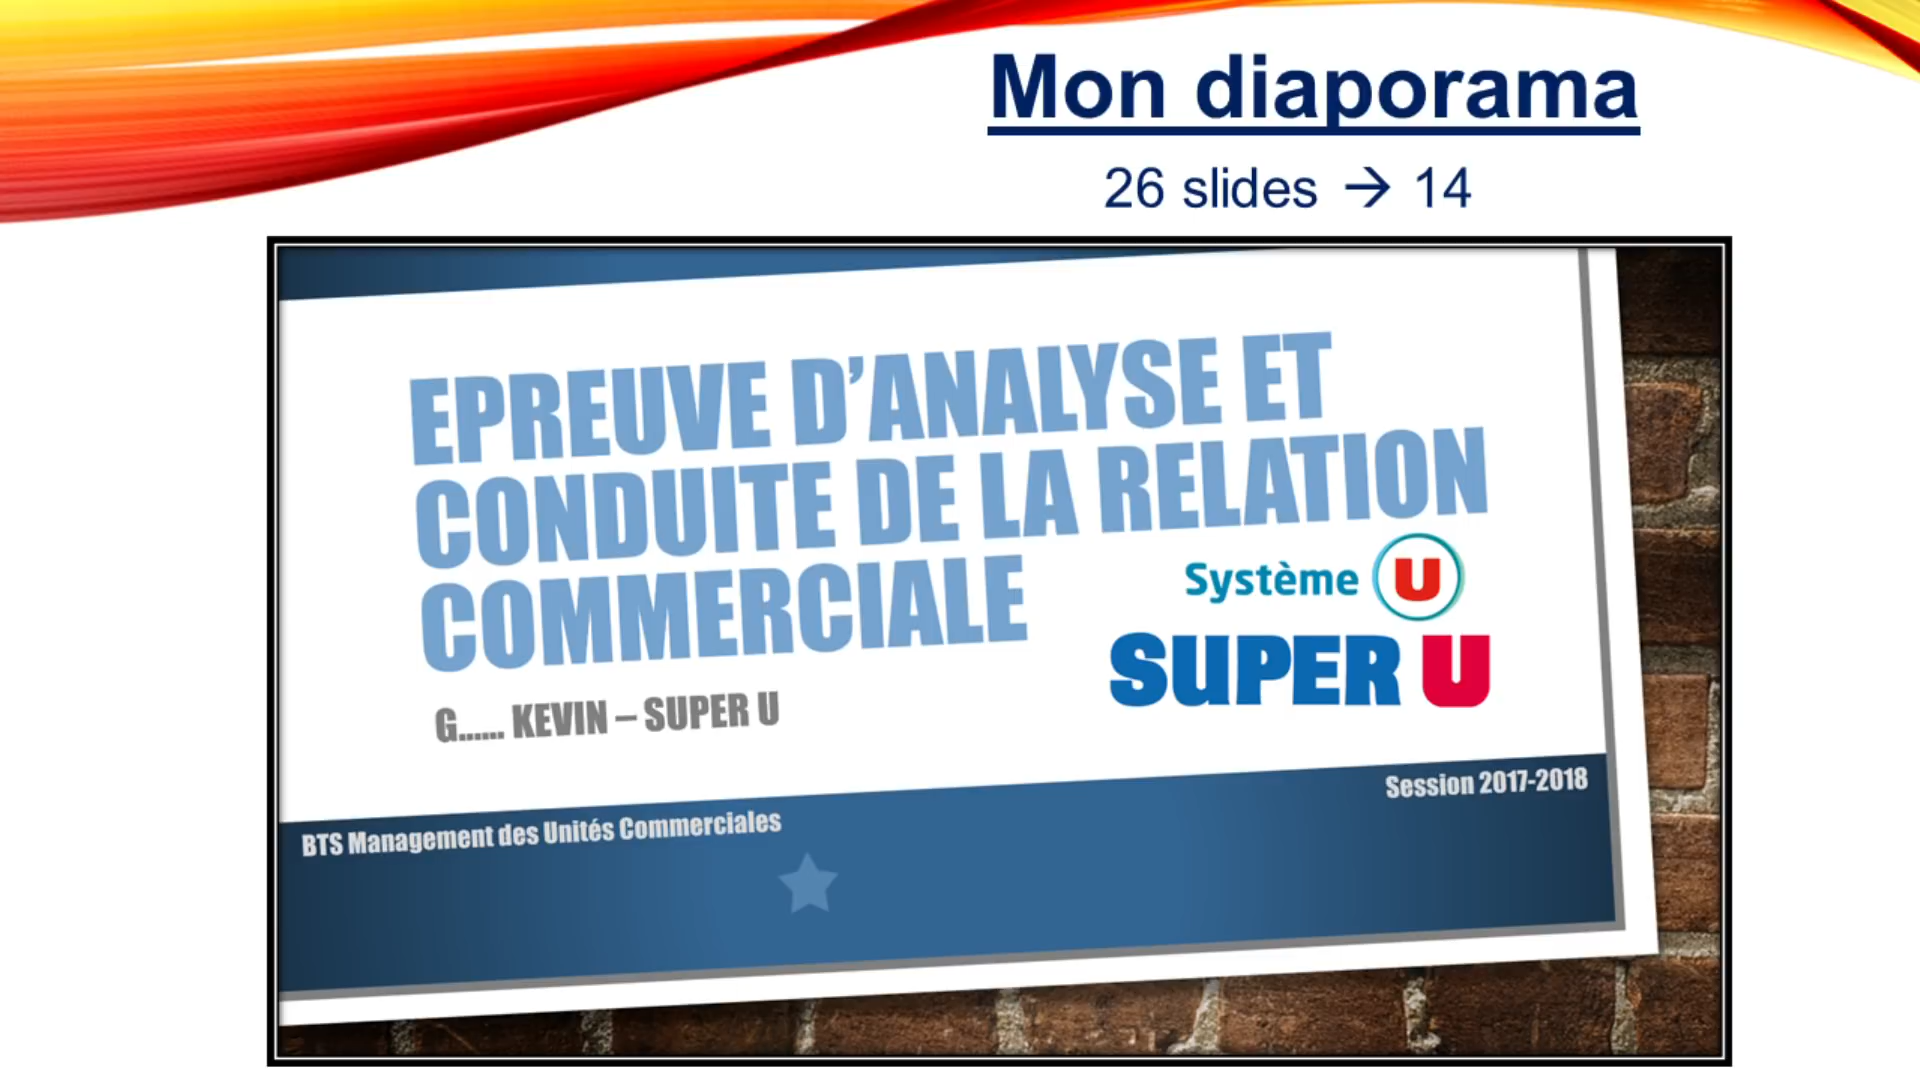 Mon diaporama
26 slides → 14
EPREUVE D'ANALYSE ET
CONDUITE DE LA RELATION
COMMERCIALE
Système U
SUPER U
G...... KEVIN – SUPER U
Session 2017-2018
BTS Management des Unités Commerciales